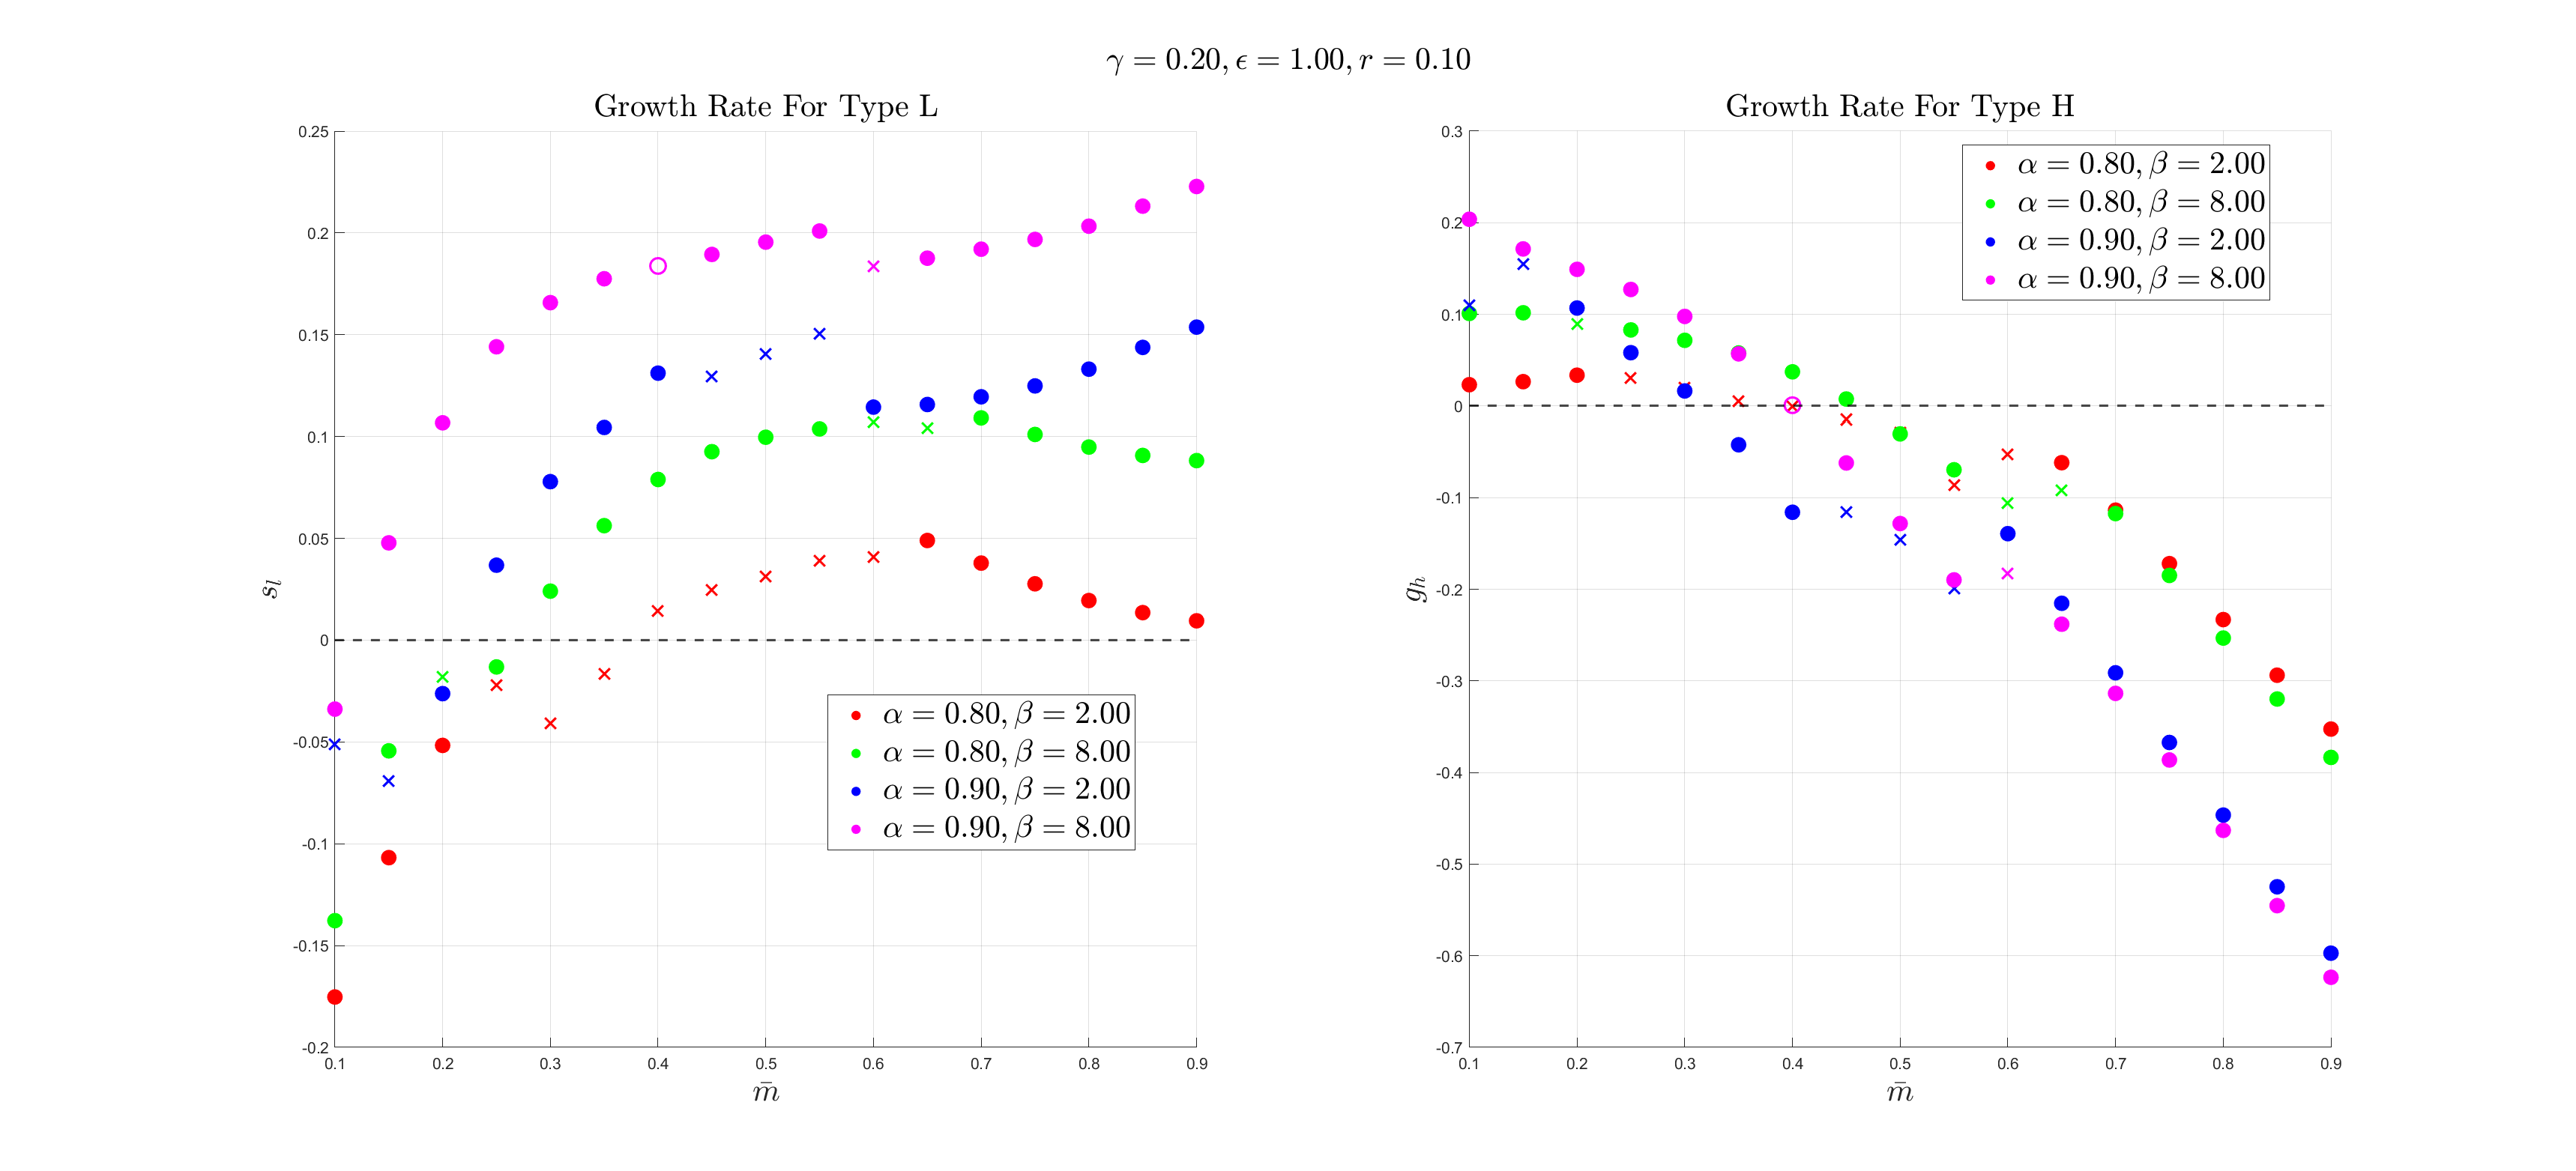 γ = 0.20, ϵ = 1.00, r = 0.10
Growth Rate For Type L
0.25
0.2
0.15
0.1
0.05
0
-0.05
-0.1
-0.15
-0.2
s_l
0.1 0.2 0.3 0.4 0.5 0.6 0.7 0.8 0.9
m̄
α = 0.80, β = 2.00
α = 0.80, β = 8.00
α = 0.90, β = 2.00
α = 0.90, β = 8.00
Growth Rate For Type H
0.3
0.2
0.1
0
-0.1
-0.2
-0.3
-0.4
-0.5
-0.6
-0.7
g_h
0.1 0.2 0.3 0.4 0.5 0.6 0.7 0.8 0.9
m̄
α = 0.80, β = 2.00
α = 0.80, β = 8.00
α = 0.90, β = 2.00
α = 0.90, β = 8.00